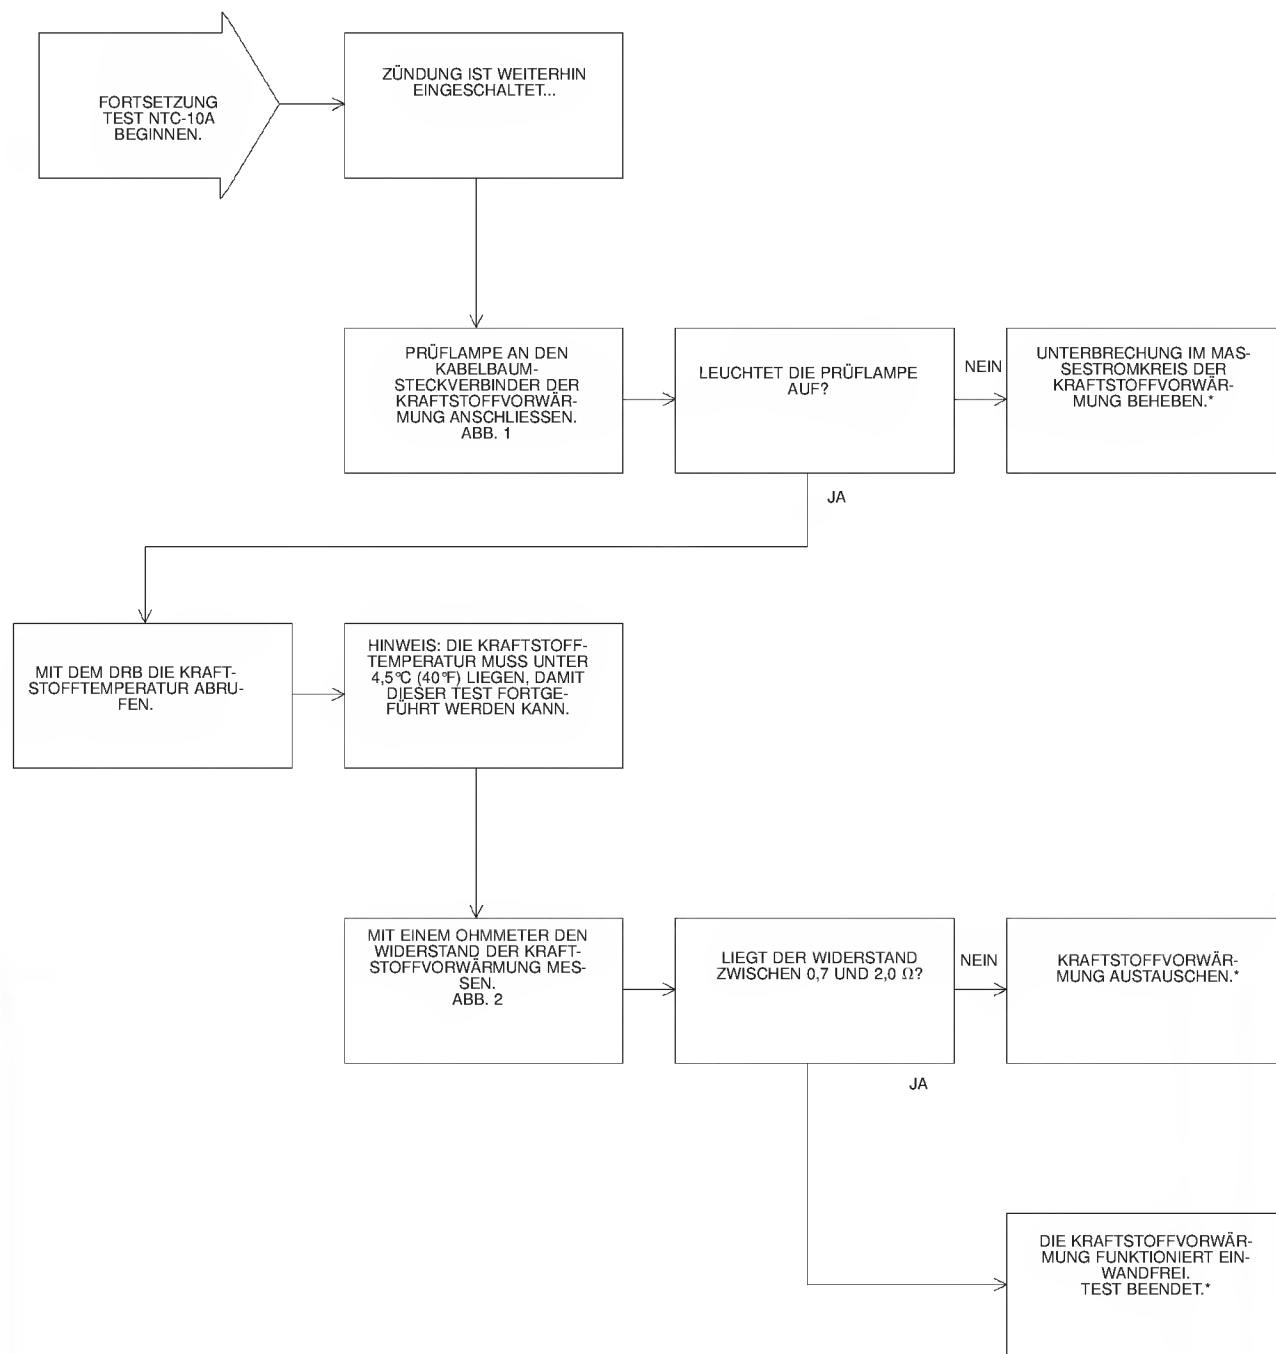 FORTSETZUNG
TEST NTC-10A
BEGINNEN.
ZÜNDUNG IST WEITERHIN
EINGESCHALTET...
PRÜFLAMPE AN DEN
KABELBAUM-
STECKVERBINDER DER
KRAFTSTOFFVORWÄR-
MUNG ANSCHLIESSEN.
ABB. 1
LEUCHTET DIE PRÜFLAMPE
AUF?
NEIN
UNTERBRECHUNG IM MAS-
SESTROMKREIS DER
KRAFTSTOFFVORWÄR-
MUNG BEHEBEN.*
JA
MIT DEM DRB DIE KRAFT-
STOFFTEMPERATUR ABRU-
FEN.
HINWEIS: DIE KRAFTSTOFF-
TEMPERATUR MUSS UNTER
4,5°C (40°F) LIEGEN, DAMIT
DIESER TEST FORTGE-
FÜHRT WERDEN KANN.
MIT EINEM OHMMETER DEN
WIDERSTAND DER KRAFT-
STOFFVORWÄRMUNG MES-
SEN.
ABB. 2
LIEGT DER WIDERSTAND
ZWISCHEN 0,7 UND 2,0 Ω?
NEIN
KRAFTSTOFFVORWÄR-
MUNG AUSTAUSCHEN.*
JA
DIE KRAFTSTOFFVORWÄR-
MUNG FUNKTIONIERT EIN-
WANDFREI.
TEST BEENDET.*